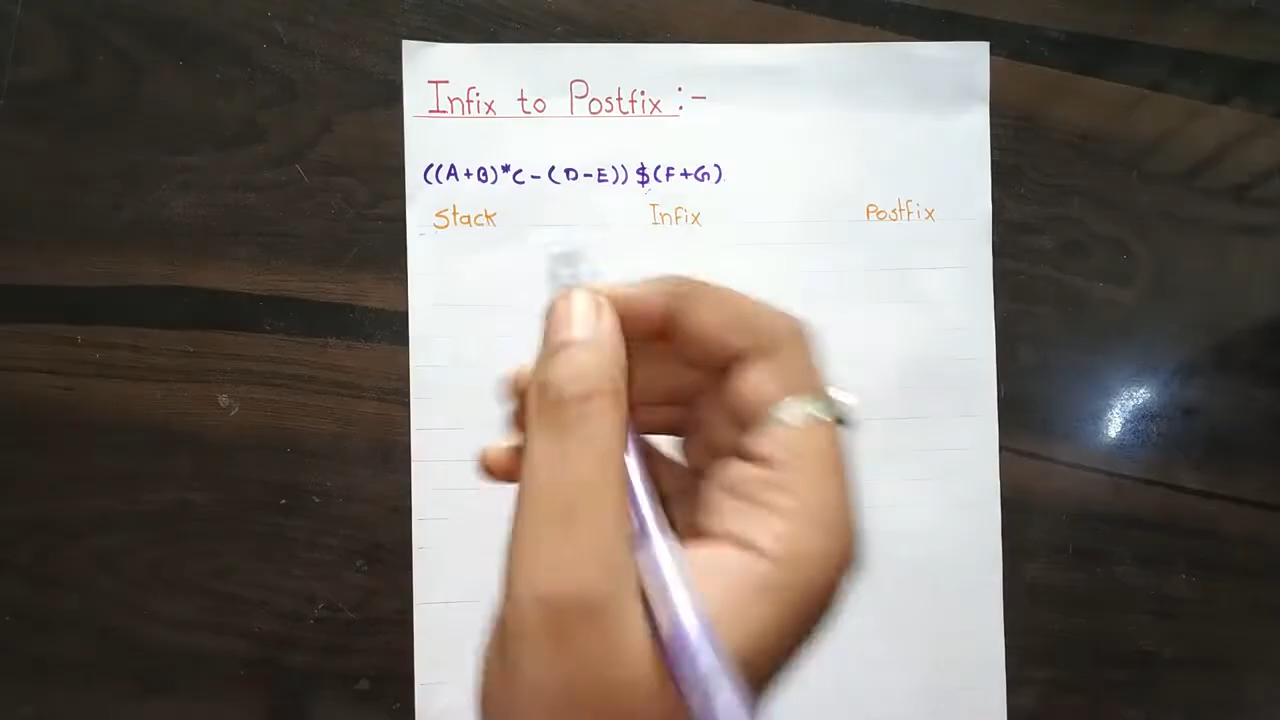 Infix to Postfix :-
((A+B)*C-(D-E))$(F+G)
Stack Infix Postfix